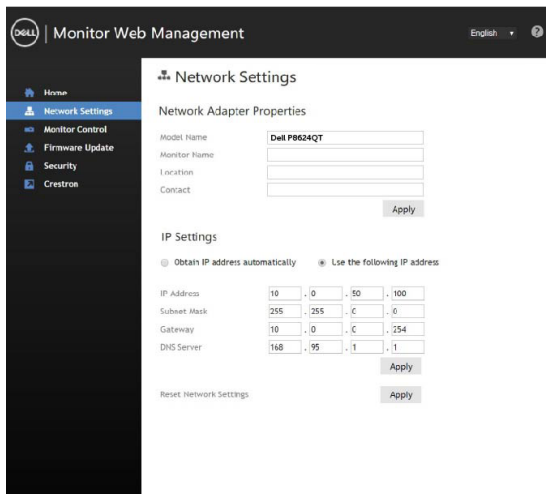 DELL | Monitor Web Management
English
?
Home
Network Settings
Monitor Control
Firmware Update
Security
Crestron
Network Settings
Network Adapter Properties
Model Name Dell P8624QT
Monitor Name
Location
Contact
Apply
IP Settings
Obtain IP address automatically Use the following IP address
IP Address 10 . 0 . 50 . 100
Subnet Mask 255 . 255 . 0 . 0
Gateway 10 . 0 . 0 . 254
DNS Server 168 . 95 . 1 . 1
Apply
Reset Network Settings Apply